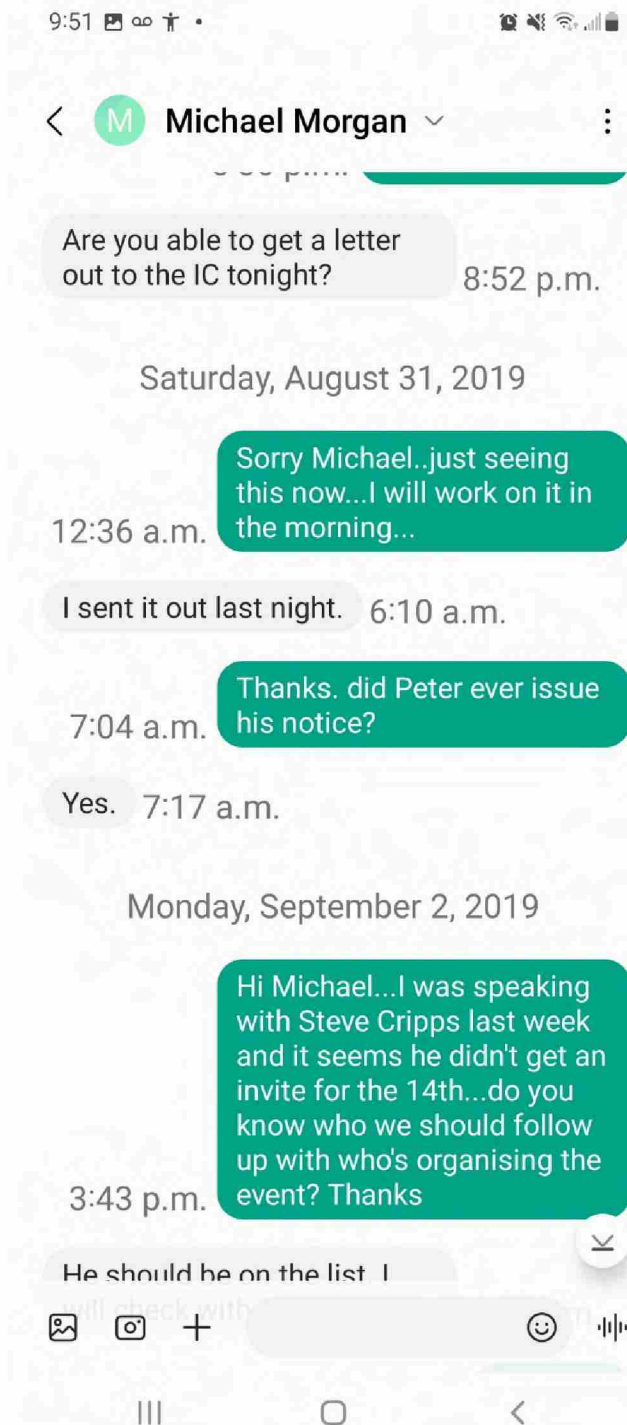 9:51
M Michael Morgan
Are you able to get a letter
out to the IC tonight?
8:52 p.m.
Saturday, August 31, 2019
Sorry Michael..just seeing
this now...I will work on it in
the morning...
12:36 a.m.
I sent it out last night. 6:10 a.m.
Thanks. did Peter ever issue
his notice?
7:04 a.m.
Yes. 7:17 a.m.
Monday, September 2, 2019
Hi Michael...I was speaking
with Steve Cripps last week
and it seems he didn't get an
invite for the 14th...do you
know who we should follow
up with who's organising the
event? Thanks
3:43 p.m.
He should be on the list. I
will check with